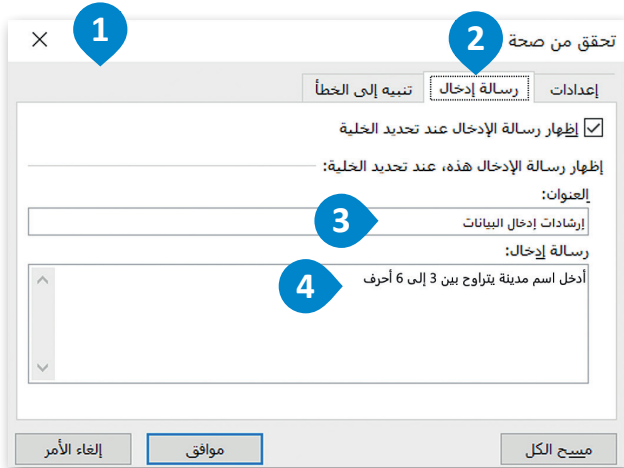 1
تحقق من صحة
2
إعدادات رسالة إدخال تنبيه إلى الخطأ
إظهار رسالة الإدخال عند تحديد الخلية
إظهار رسالة الإدخال هذه، عند تحديد الخلية:
العنوان:
إرشادات إدخال البيانات
3
رسالة إدخال:
أدخل اسم مدينة يتراوح بين 3 إلى 6 أحرف
4
مسح الكل موافق إلغاء الأمر